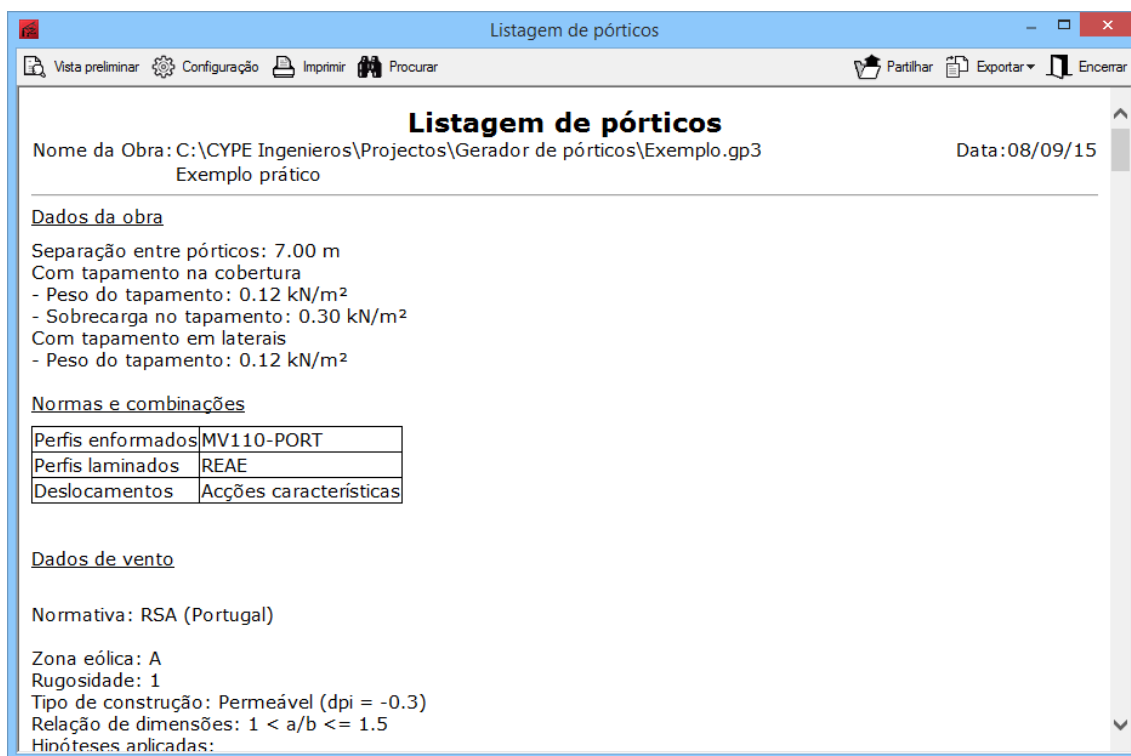 Listagem de pórticos
Vista preliminar Configuração Imprimir Procurar Partilhar Exportar Encerrar
Listagem de pórticos
Nome da Obra: C:\CYPE Ingenieros\Projectos\Gerador de pórticos\Exemplo.gp3 Data:08/09/15
Exemplo prático
Dados da obra
Separação entre pórticos: 7.00 m
Com tapamento na cobertura
- Peso do tapamento: 0.12 kN/m²
- Sobrecarga no tapamento: 0.30 kN/m²
Com tapamento em laterais
- Peso do tapamento: 0.12 kN/m²
Normas e combinações
Perfis enformados MV110-PORT
Perfis laminados REAE
Deslocamentos Acções características
Dados de vento
Normativa: RSA (Portugal)
Zona eólica: A
Rugosidade: 1
Tipo de construção: Permeável (dpi = -0.3)
Relação de dimensões: 1 < a/b <= 1.5
Hipóteses aplicadas: